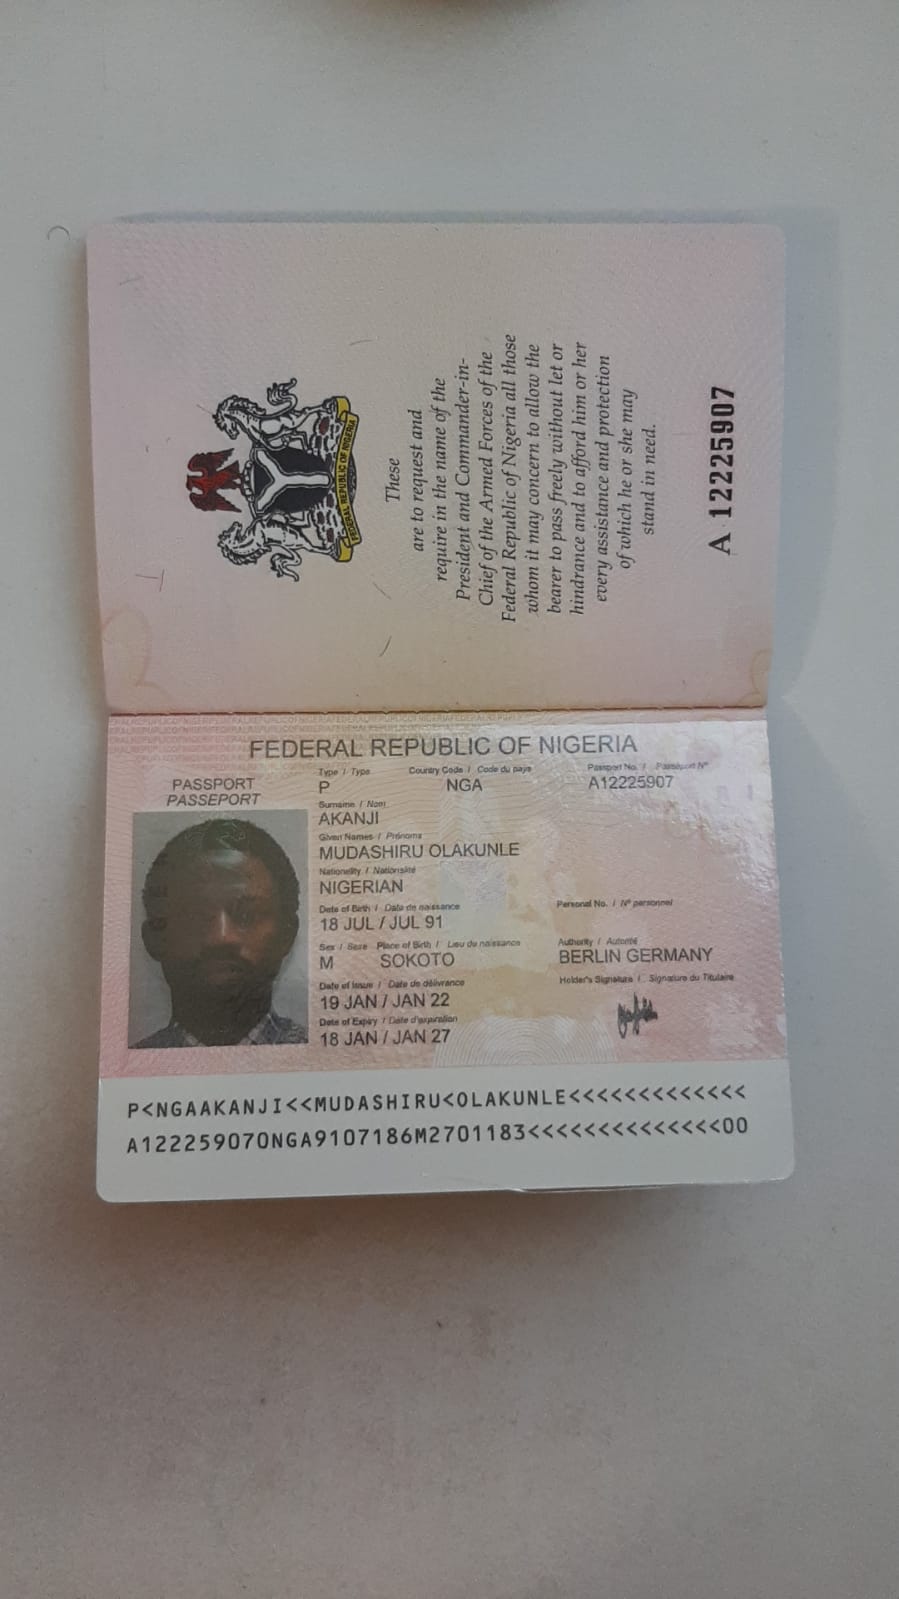 FEDERAL REPUBLIC OF NIGERIA
These
are to request and
require in the name of the
President and Commander-in-
Chief of the Armed Forces of the
Federal Republic of Nigeria all those
whom it may concern to allow the
bearer to pass freely without let or
hindrance and to afford him or her
every assistance and protection
of which he or she may
stand in need.
A 12225907
FEDERAL REPUBLIC OF NIGERIA
PASSPORT
PASSEPORT
Type / Type Country Code / Code du pays Passport No. / Passeport N°
P NGA A12225907
Surname / Nom
AKANJI
Given Names / Prénoms
MUDASHIRU OLAKUNLE
Nationality / Nationalité
NIGERIAN
Date of Birth / Date de naissance Personal No. / N° personnel
18 JUL / JUL 91
Sex / Sexe Place of Birth / Lieu de naissance Authority / Autorité
M SOKOTO BERLIN GERMANY
Date of Issue / Date de délivrance Holder's Signature / Signature du Titulaire
19 JAN / JAN 22
Date of Expiry / Date d'expiration
18 JAN / JAN 27
P<NGAAKANJI<<MUDASHIRU<OLAKUNLE<<<<<<<<<<<<<
A122259070NGA9107186M2701183<<<<<<<<<<<<<<00